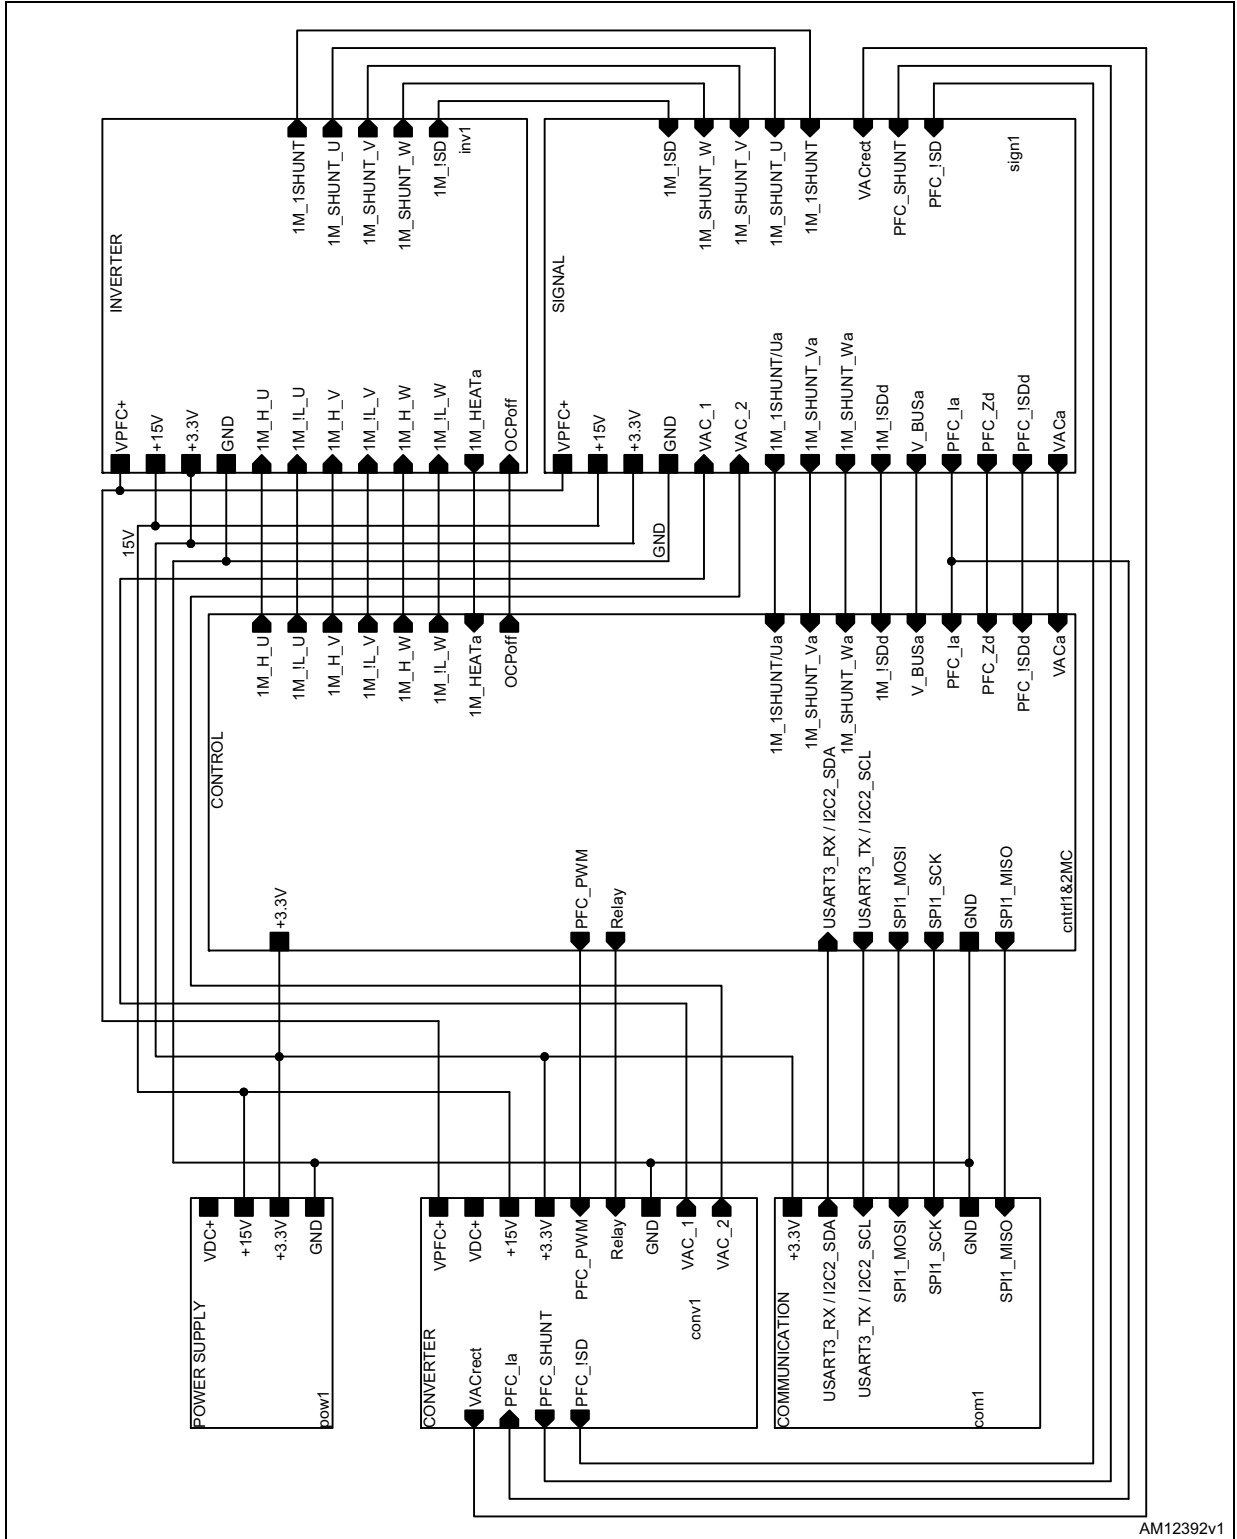 1M_1SHUNT
1M_SHUNT_U
1M_SHUNT_V
1M_SHUNT_W
1M_!SD
inv1
INVERTER
VPFC+
+15V
+3.3V
GND
1M_H_U
1M_!L_U
1M_H_V
1M_!L_V
1M_H_W
1M_!L_W
1M_HEATa
OCPoff
1M_!SD
1M_SHUNT_W
1M_SHUNT_V
1M_SHUNT_U
1M_1SHUNT
VACrect
PFC_SHUNT
PFC_!SD
sign1
SIGNAL
VPFC+
+15V
+3.3V
GND
VAC_1
VAC_2
1M_1SHUNT/Ua
1M_SHUNT_Va
1M_SHUNT_Wa
1M_!SDd
V_BUSa
PFC_Ia
PFC_Zd
PFC_!SDd
VACa
15V
GND
CONTROL
1M_H_U
1M_!L_U
1M_H_V
1M_!L_V
1M_H_W
1M_!L_W
1M_HEATa
OCPoff
1M_1SHUNT/Ua
1M_SHUNT_Va
1M_SHUNT_Wa
1M_!SDd
V_BUSa
PFC_Ia
PFC_Zd
PFC_!SDd
VACa
+3.3V
PFC_PWM
Relay
USART3_RX / I2C2_SDA
USART3_TX / I2C2_SCL
SPI1_MOSI
SPI1_SCK
GND
SPI1_MISO
cntrl1&2MC
POWER SUPPLY
VDC+
+15V
+3.3V
GND
pow1
CONVERTER
VPFC+
VDC+
+15V
+3.3V
PFC_PWM
Relay
GND
VAC_1
VAC_2
VACrect
PFC_Ia
PFC_SHUNT
PFC_!SD
conv1
COMMUNICATION
+3.3V
USART3_RX / I2C2_SDA
USART3_TX / I2C2_SCL
SPI1_MOSI
SPI1_SCK
GND
SPI1_MISO
com1
AM12392v1